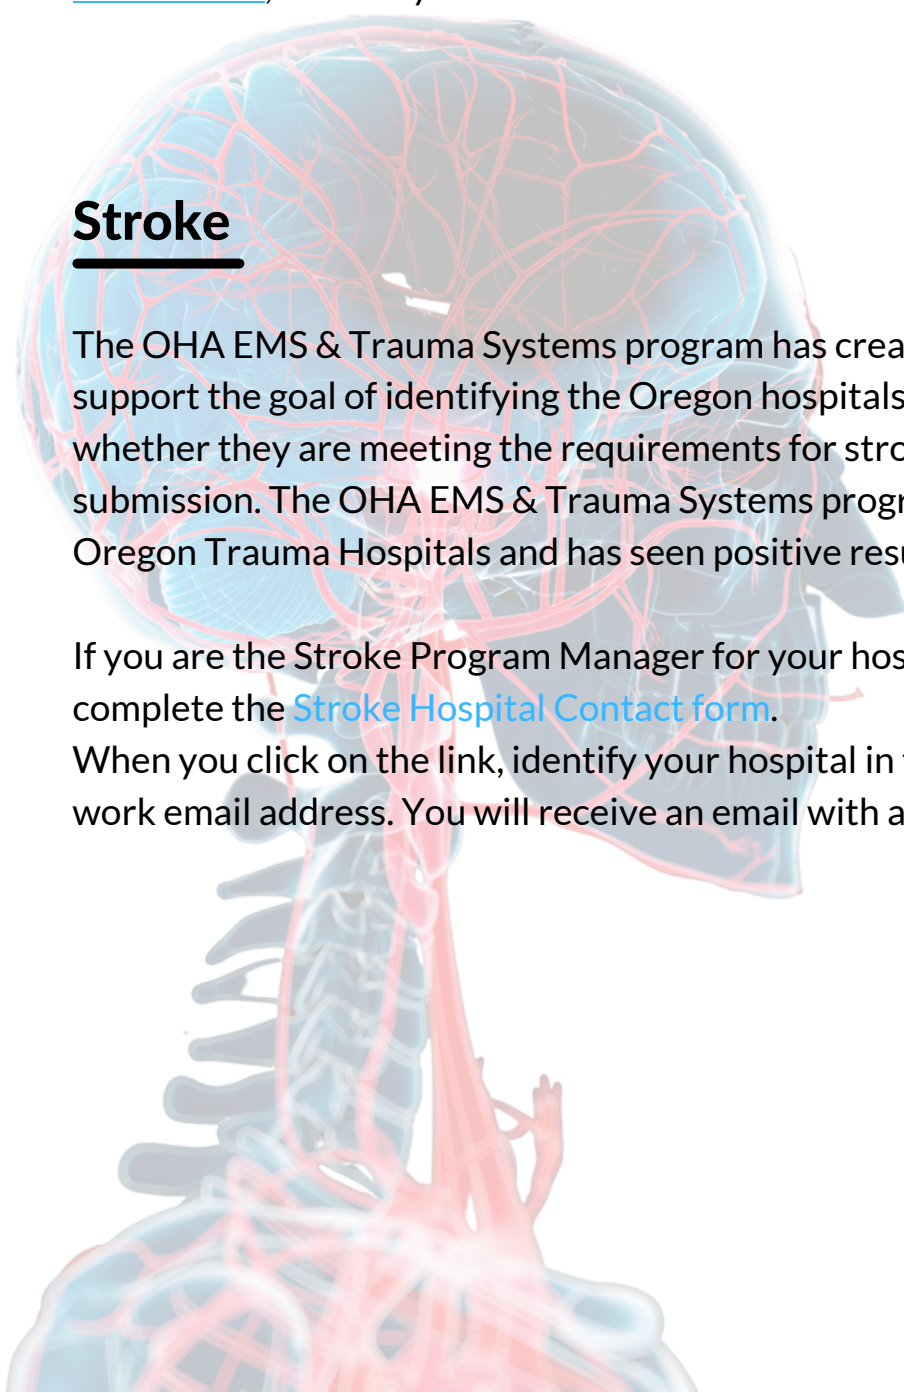 Stroke
The OHA EMS & Trauma Systems program has crea
support the goal of identifying the Oregon hospitals
whether they are meeting the requirements for stro
submission. The OHA EMS & Trauma Systems progr
Oregon Trauma Hospitals and has seen positive resu
If you are the Stroke Program Manager for your hos
complete the Stroke Hospital Contact form.
When you click on the link, identify your hospital in
work email address. You will receive an email with a